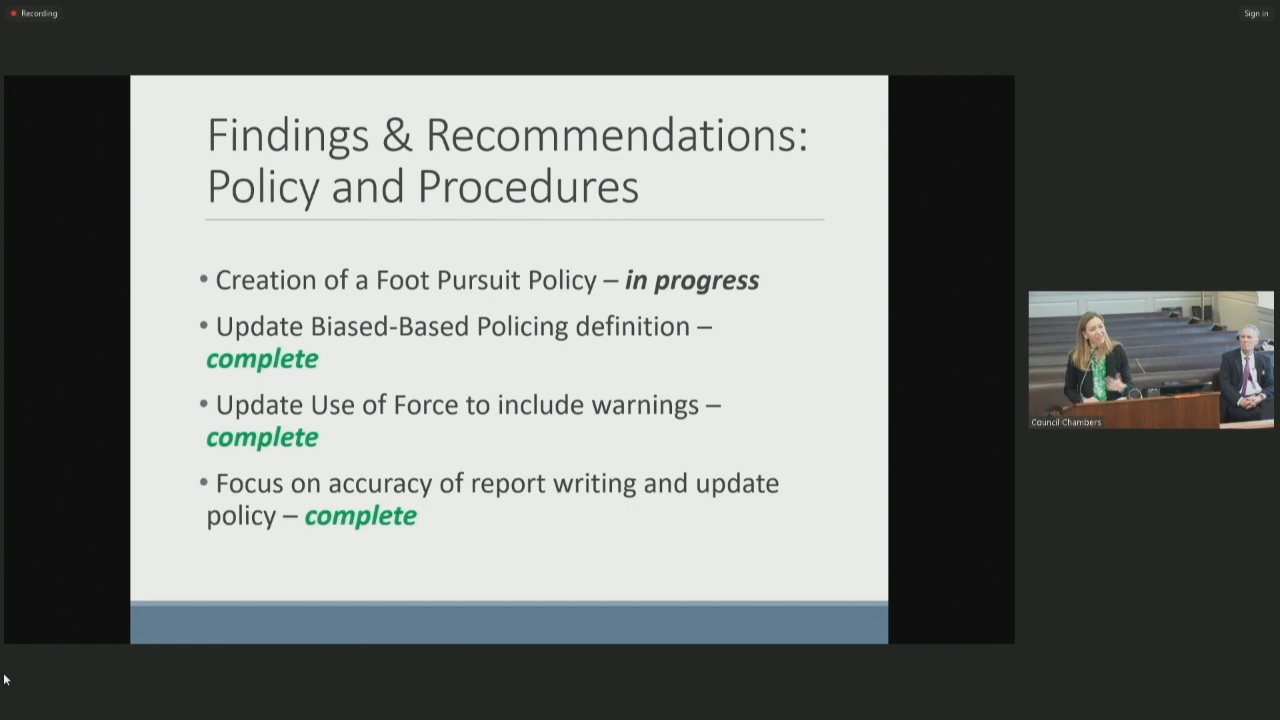 Recording
Sign in
Findings & Recommendations:
Policy and Procedures
• Creation of a Foot Pursuit Policy – in progress
• Update Biased-Based Policing definition –
complete
• Update Use of Force to include warnings –
complete
• Focus on accuracy of report writing and update
policy – complete
Council Chambers